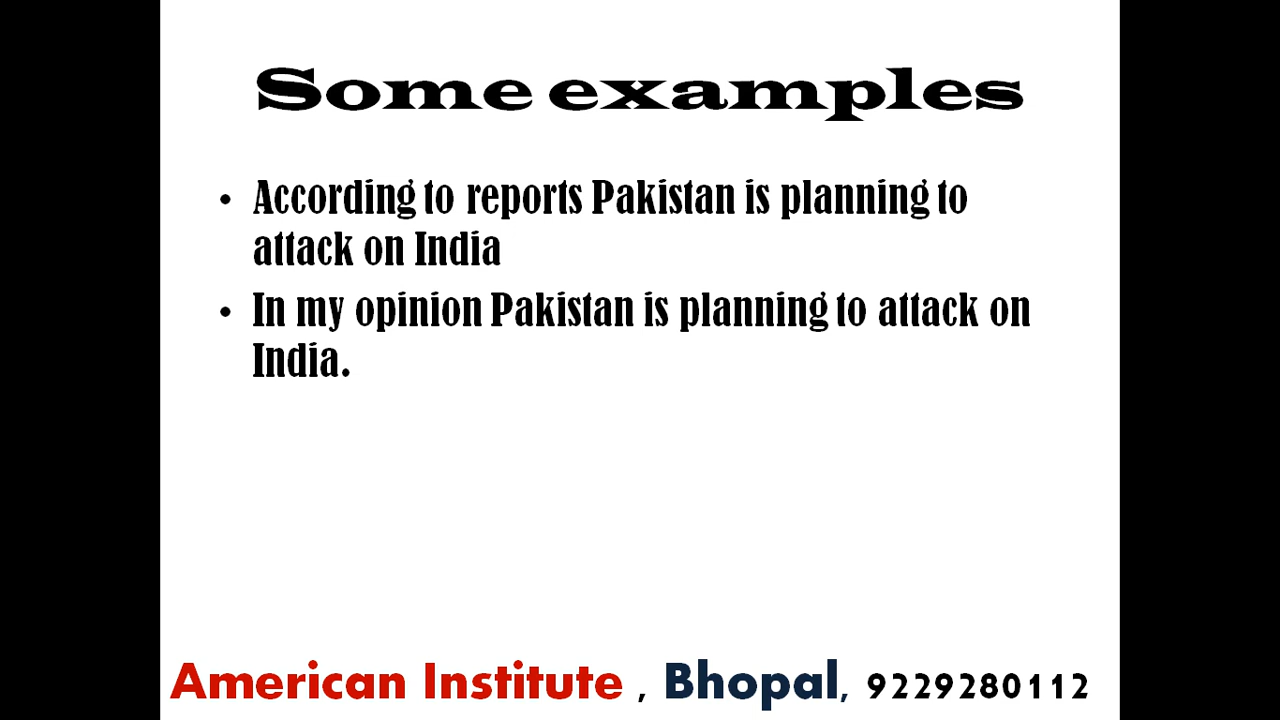 Some examples
• According to reports Pakistan is planning to
attack on India
• In my opinion Pakistan is planning to attack on
India.
American Institute , Bhopal, 9229280112